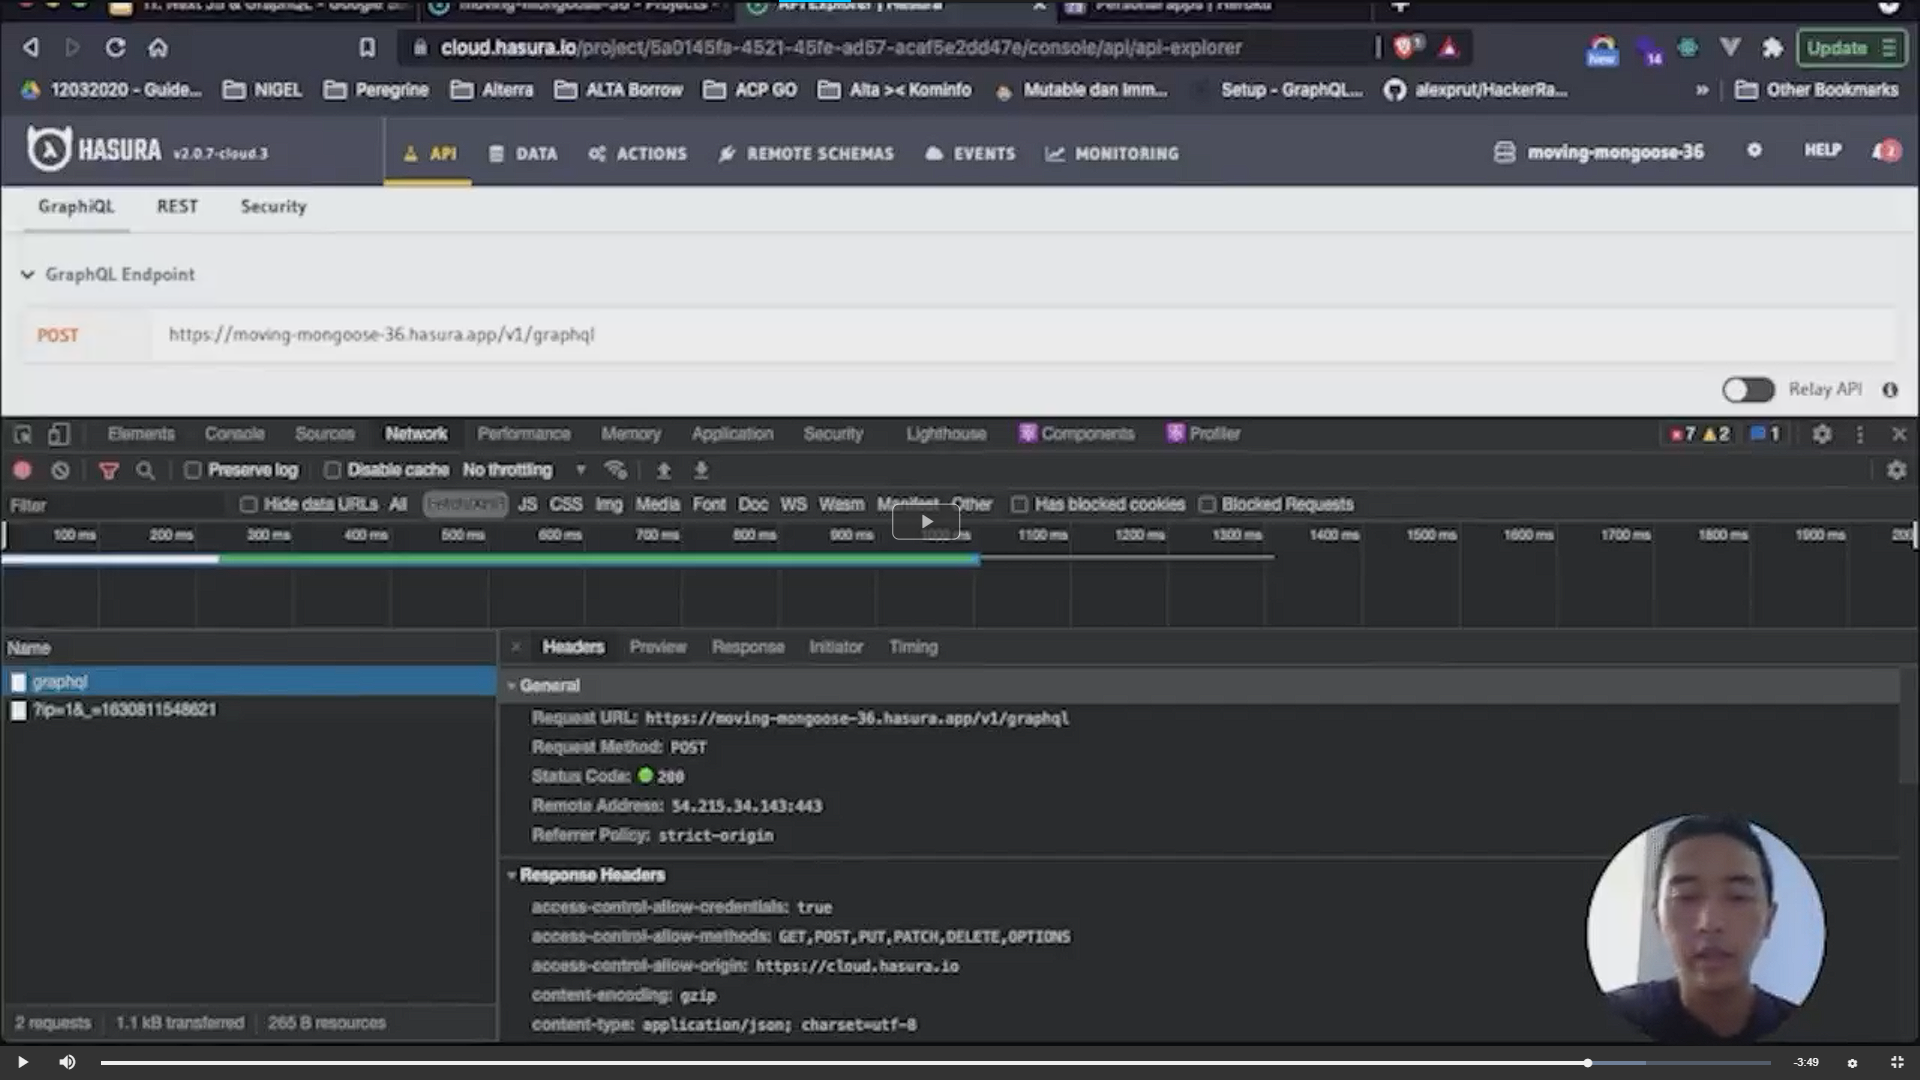 11. Next JS & GraphQL - Google S...
moving-mongoose-36 - Projects -
API Explorer | Hasura
Personal apps | Heroku
cloud.hasura.io/project/5a0145fa-4521-45fe-ad57-acaf5e2dd47e/console/api/api-explorer
1
New
14
Update
12032020 - Guide... NIGEL Peregrine Alterra ALTA Borrow ACP GO Alta >< Kominfo Mutable dan Imm... Setup - GraphQL... alexprut/HackerRa... » Other Bookmarks
HASURA v2.0.7-cloud.3
API DATA ACTIONS REMOTE SCHEMAS EVENTS MONITORING
moving-mongoose-36 HELP 2
GraphiQL REST Security
GraphQL Endpoint
POST https://moving-mongoose-36.hasura.app/v1/graphql
Relay API
Elements Console Sources Network Performance Memory Application Security Lighthouse Components Profiler 7 2 1
Preserve log Disable cache No throttling
Filter Hide data URLs All Fetch/XHR JS CSS Img Media Font Doc WS Wasm Manifest Other Has blocked cookies Blocked Requests
100 ms 200 ms 300 ms 400 ms 500 ms 600 ms 700 ms 800 ms 900 ms 1000 ms 1100 ms 1200 ms 1300 ms 1400 ms 1500 ms 1600 ms 1700 ms 1800 ms 1900 ms 200
Name
graphql
?ip=1&_=1630811548621
Headers Preview Response Initiator Timing
General
Request URL: https://moving-mongoose-36.hasura.app/v1/graphql
Request Method: POST
Status Code: 200
Remote Address: 54.215.34.143:443
Referrer Policy: strict-origin
Response Headers
access-control-allow-credentials: true
access-control-allow-methods: GET,POST,PUT,PATCH,DELETE,OPTIONS
access-control-allow-origin: https://cloud.hasura.io
content-encoding: gzip
content-type: application/json; charset=utf-8
2 requests 1.1 kB transferred 265 B resources
-3:49